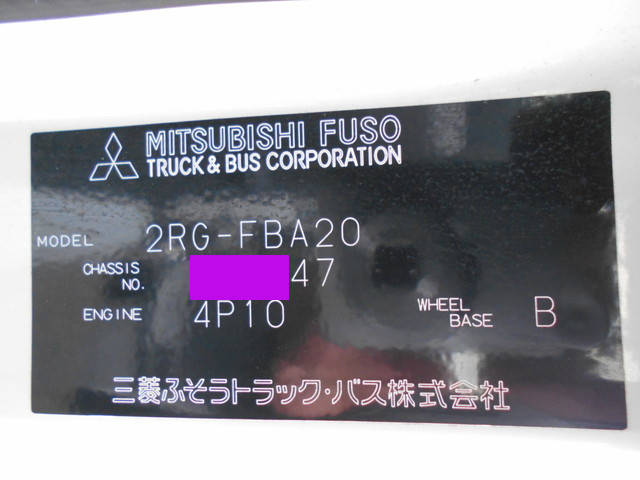 MITSUBISHI FUSO
TRUCK & BUS CORPORATION
MODEL 2RG-FBA20
CHASSIS NO. 47
ENGINE 4P10
WHEEL BASE B
三菱ふそうトラック・バス株式会社